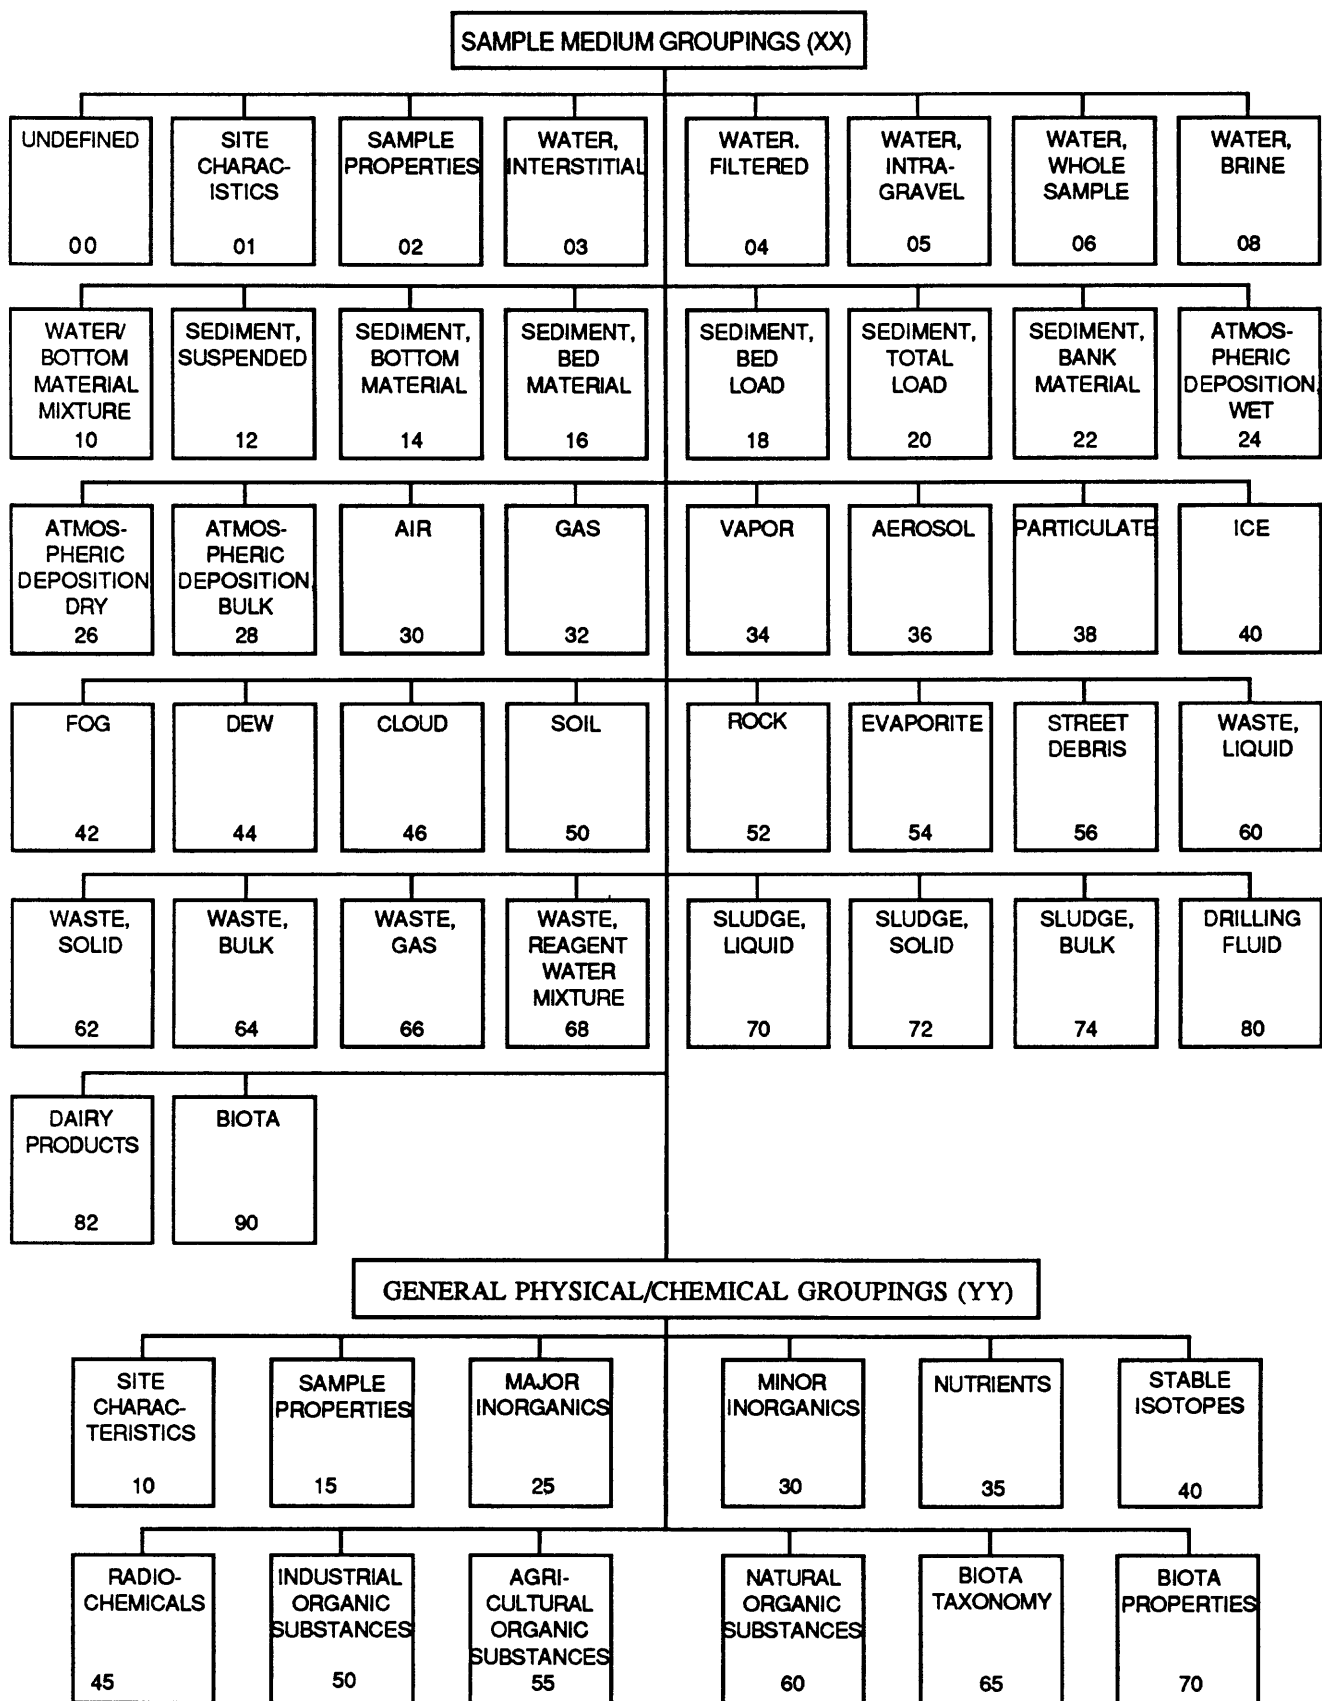 SAMPLE MEDIUM GROUPINGS (XX)
UNDEFINED
00
SITE
CHARAC-
ISTICS
01
SAMPLE
PROPERTIES
02
WATER,
INTERSTITIAL
03
WATER.
FILTERED
04
WATER,
INTRA-
GRAVEL
05
WATER,
WHOLE
SAMPLE
06
WATER,
BRINE
08
WATER/
BOTTOM
MATERIAL
MIXTURE
10
SEDIMENT,
SUSPENDED
12
SEDIMENT,
BOTTOM
MATERIAL
14
SEDIMENT,
BED
MATERIAL
16
SEDIMENT,
BED
LOAD
18
SEDIMENT,
TOTAL
LOAD
20
SEDIMENT,
BANK
MATERIAL
22
ATMOS-
PHERIC
DEPOSITION,
WET
24
ATMOS-
PHERIC
DEPOSITION
DRY
26
ATMOS-
PHERIC
DEPOSITION,
BULK
28
AIR
30
GAS
32
VAPOR
34
AEROSOL
36
PARTICULATE
38
ICE
40
FOG
42
DEW
44
CLOUD
46
SOIL
50
ROCK
52
EVAPORITE
54
STREET
DEBRIS
56
WASTE,
LIQUID
60
WASTE,
SOLID
62
WASTE,
BULK
64
WASTE,
GAS
66
WASTE,
REAGENT
WATER
MIXTURE
68
SLUDGE,
LIQUID
70
SLUDGE,
SOLID
72
SLUDGE,
BULK
74
DRILLING
FLUID
80
DAIRY
PRODUCTS
82
BIOTA
90
GENERAL PHYSICAL/CHEMICAL GROUPINGS (YY)
SITE
CHARAC-
TERISTICS
10
SAMPLE
PROPERTIES
15
MAJOR
INORGANICS
25
MINOR
INORGANICS
30
NUTRIENTS
35
STABLE
ISOTOPES
40
RADIO-
CHEMICALS
45
INDUSTRIAL
ORGANIC
SUBSTANCES
50
AGRI-
CULTURAL
ORGANIC
SUBSTANCES
55
NATURAL
ORGANIC
SUBSTANCES
60
BIOTA
TAXONOMY
65
BIOTA
PROPERTIES
70